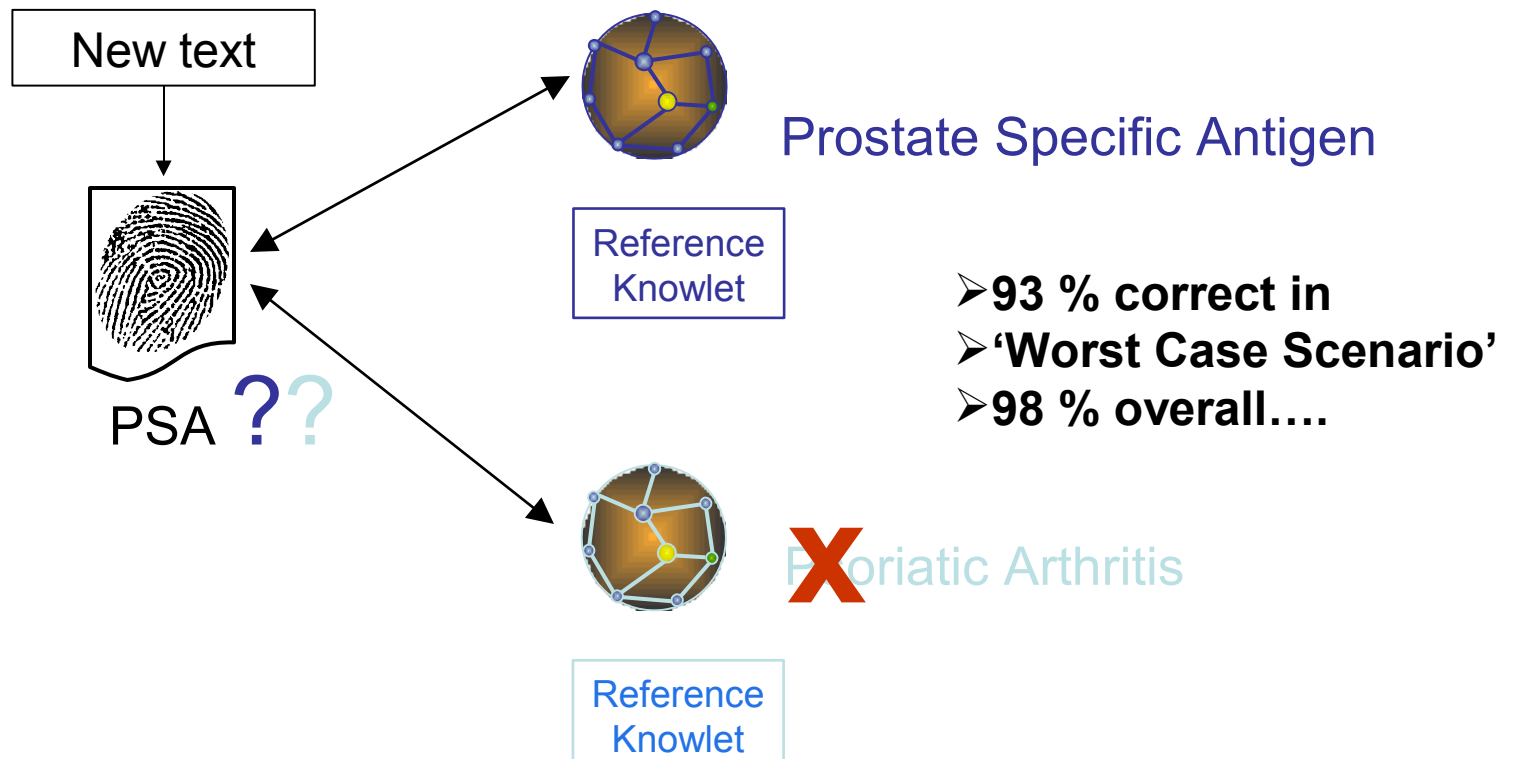 New text
Prostate Specific Antigen
Reference
Knowlet
➢93 % correct in
➢‘Worst Case Scenario’
➢98 % overall….
PSA ??
X
Psoriatic Arthritis
Reference
Knowlet